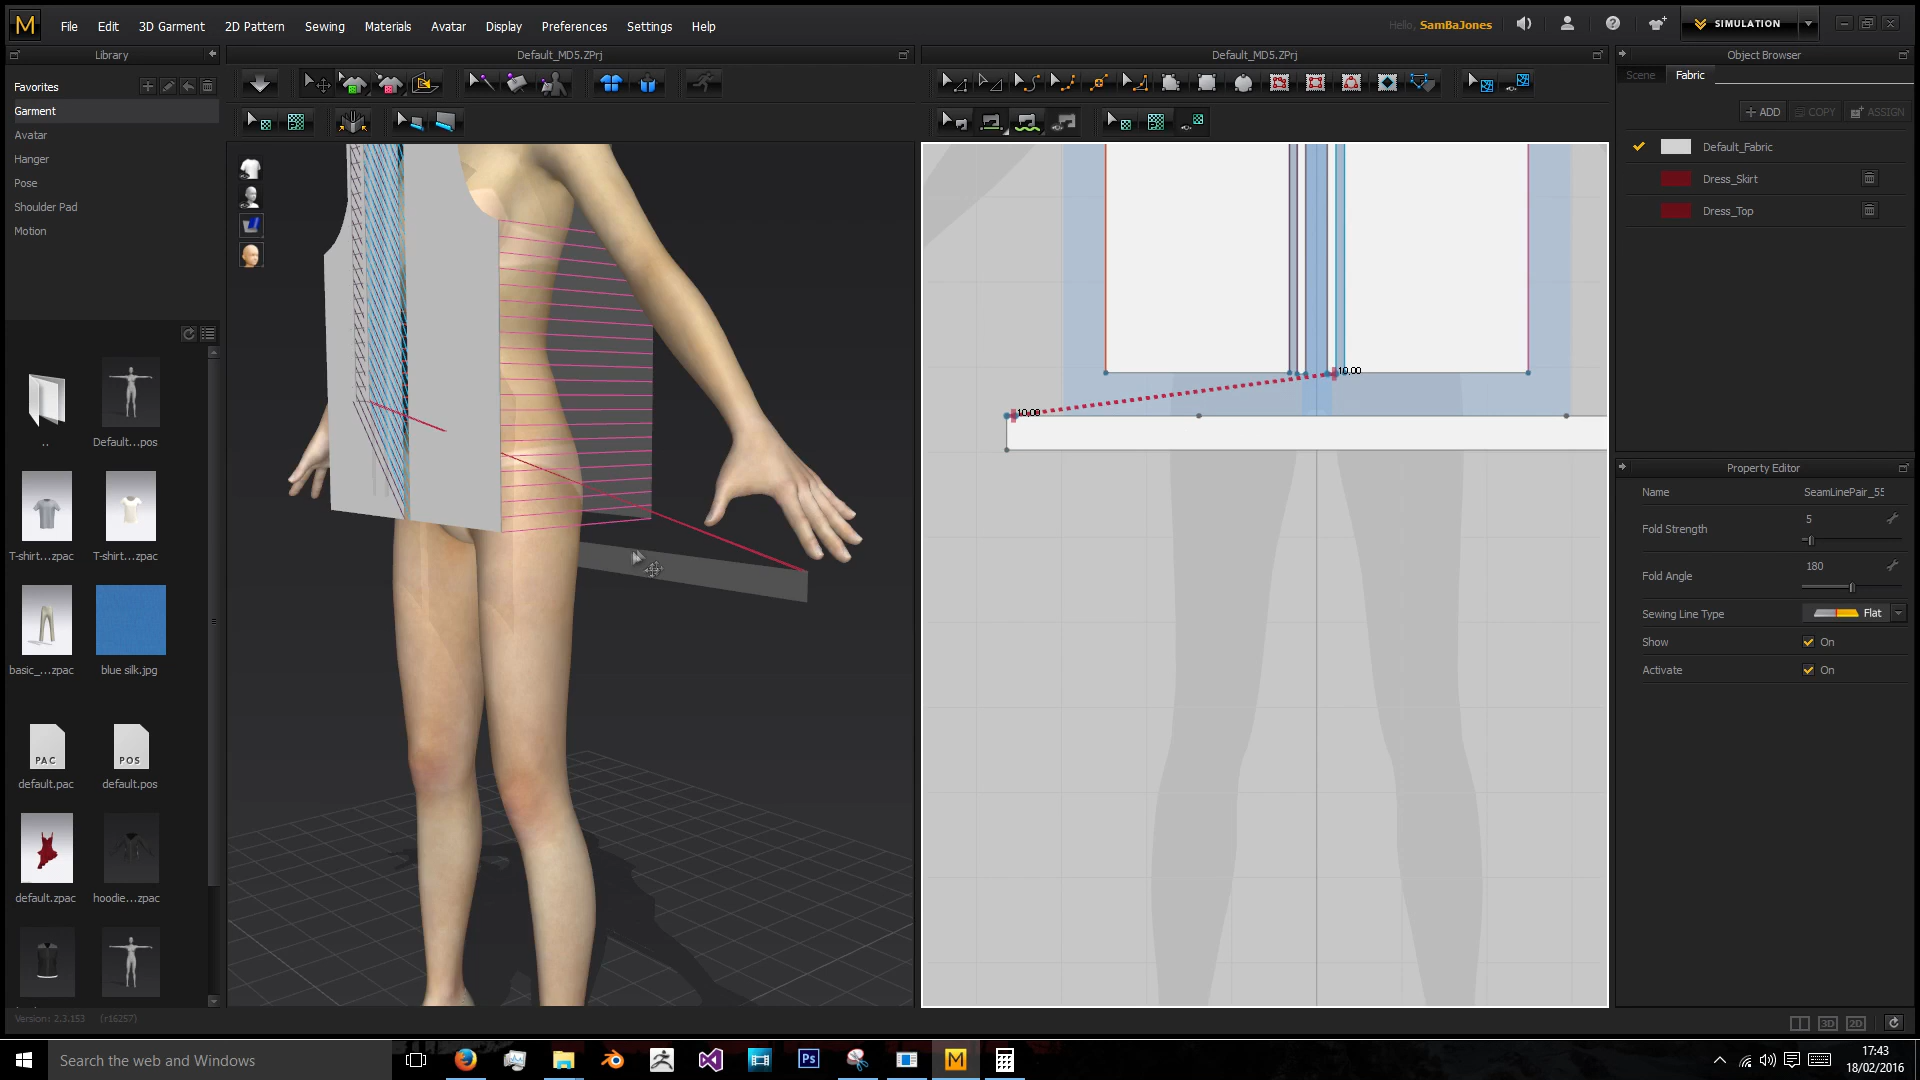 M File Edit 3D Garment 2D Pattern Sewing Materials Avatar Display Preferences Settings Help Hello, SamBaJones SIMULATION
Library Default_MD5.ZPrj Default_MD5.ZPrj Object Browser
Scene Fabric
Favorites
Garment
Avatar
Hanger
Pose
Shoulder Pad
Motion
ADD COPY ASSIGN
Default_Fabric
Dress_Skirt
Dress_Top
10,00
10,00
..
Default...pos
T-shirt...zpac
T-shirt...zpac
basic_...zpac
blue silk.jpg
PAC
POS
default.pac
default.pos
default.zpac
hoodie...zpac
Property Editor
Name SeamLinePair_55
Fold Strength 5
Fold Angle 180
Sewing Line Type Flat
Show On
Activate On
Version: 2.3.153 (r16257)
3D 2D
Search the web and Windows
Ps
M
17:43
18/02/2016